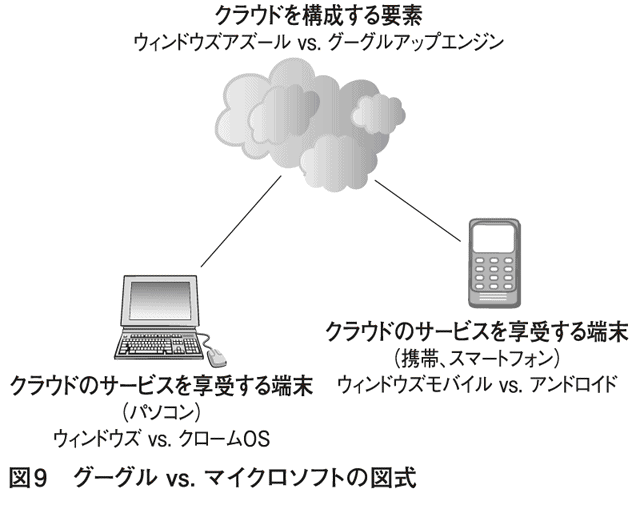 クラウドを構成する要素
ウィンドウズアズール vs. グーグルアップエンジン
クラウドのサービスを享受する端末
(携帯、スマートフォン)
ウィンドウズモバイル vs. アンドロイド
クラウドのサービスを享受する端末
(パソコン)
ウィンドウズ vs. クロームOS
図9　グーグル vs. マイクロソフトの図式